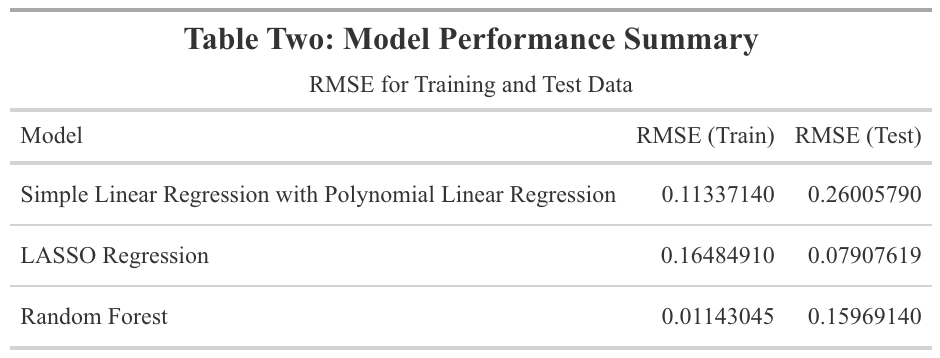 Table Two: Model Performance Summary
RMSE for Training and Test Data
Model RMSE (Train) RMSE (Test)
Simple Linear Regression with Polynomial Linear Regression 0.11337140 0.26005790
LASSO Regression 0.16484910 0.07907619
Random Forest 0.01143045 0.15969140